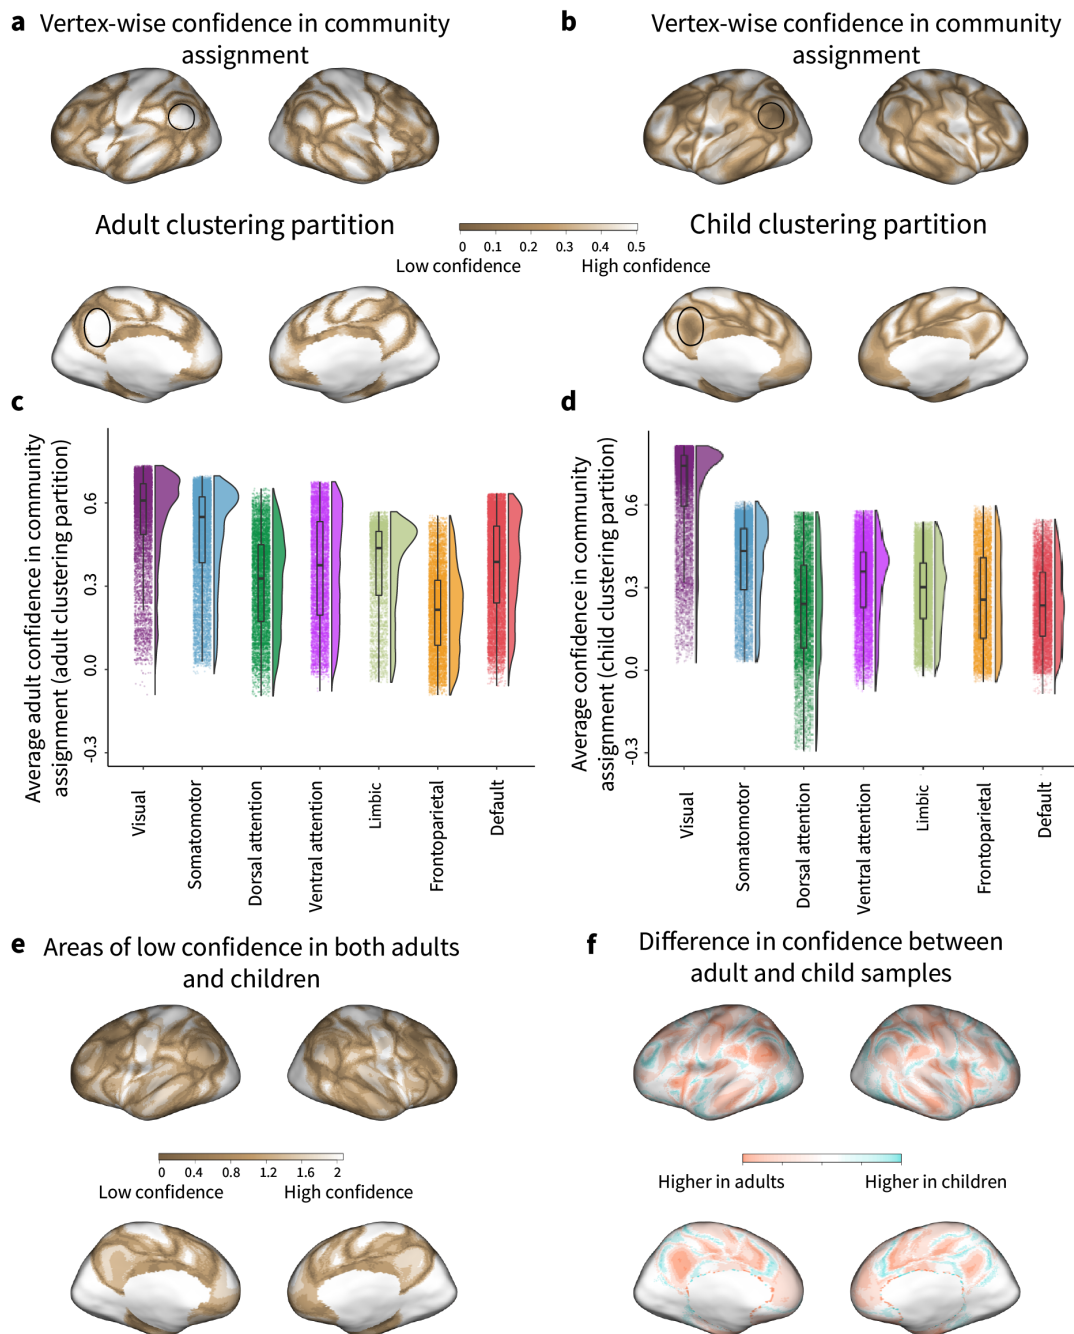 a Vertex-wise confidence in community
assignment
b Vertex-wise confidence in community
assignment
Adult clustering partition
Child clustering partition
0 0.1 0.2 0.3 0.4 0.5
Low confidence High confidence
c
Average adult confidence in community
assignment (adult clustering partition)
0.6
0.3
0.0
-0.3
Visual
Somatomotor
Dorsal attention
Ventral attention
Limbic
Frontoparietal
Default
d
Average confidence in community
assignment (child clustering partition)
0.6
0.3
0.0
-0.3
Visual
Somatomotor
Dorsal attention
Ventral attention
Limbic
Frontoparietal
Default
e Areas of low confidence in both adults
and children
0 0.4 0.8 1.2 1.6 2
Low confidence High confidence
f Difference in confidence between
adult and child samples
Higher in adults Higher in children